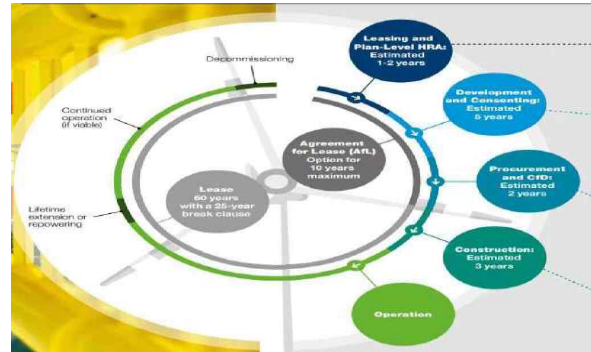 Leasing and
Plan-Level HRA:
Estimated
1-2 years
Decommissioning
Development
and Consenting:
Estimated
5 years
Continued
operation
(if viable)
Agreement
for Lease (AfL)
Option for
10 years
maximum
Procurement
and CfD:
Estimated
2 years
Lease
60 years
with a 25-year
break clause
Lifetime
extension or
repowering
Construction:
Estimated
3 years
Operation